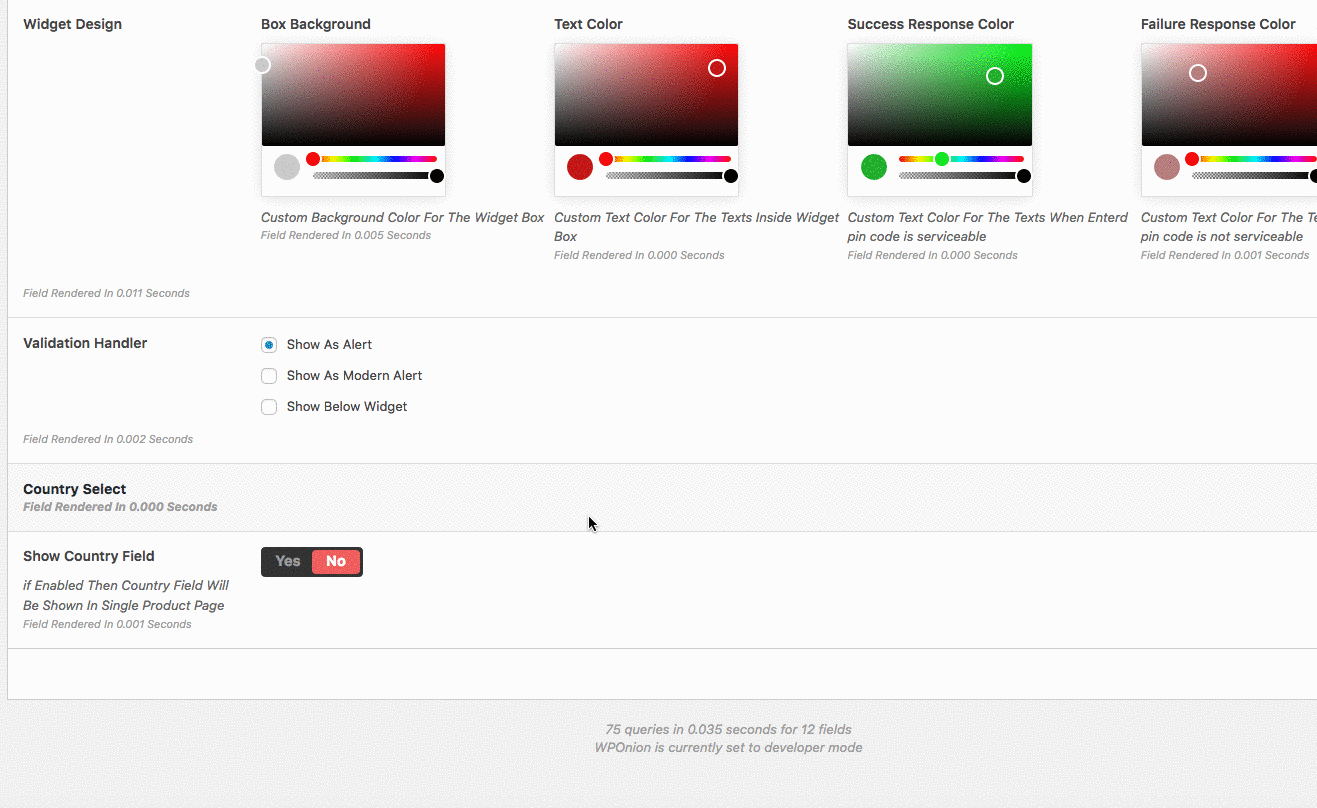 Widget Design
Box Background
Text Color
Success Response Color
Failure Response Color
Custom Background Color For The Widget Box
Field Rendered In 0.005 Seconds
Custom Text Color For The Texts Inside Widget
Box
Field Rendered In 0.000 Seconds
Custom Text Color For The Texts When Enterd
pin code is serviceable
Field Rendered In 0.000 Seconds
Custom Text Color For The
pin code is not serviceable
Field Rendered In 0.001 Seconds
Field Rendered In 0.011 Seconds
Validation Handler
Show As Alert
Show As Modern Alert
Show Below Widget
Field Rendered In 0.002 Seconds
Country Select
Field Rendered In 0.000 Seconds
Show Country Field
Yes No
if Enabled Then Country Field Will
Be Shown In Single Product Page
Field Rendered In 0.001 Seconds
75 queries in 0.035 seconds for 12 fields
WPOnion is currently set to developer mode